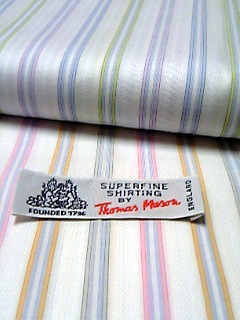 SUPERFINE
SHIRTING
BY
Thomas Mason
FOUNDED 1796
ENGLAND